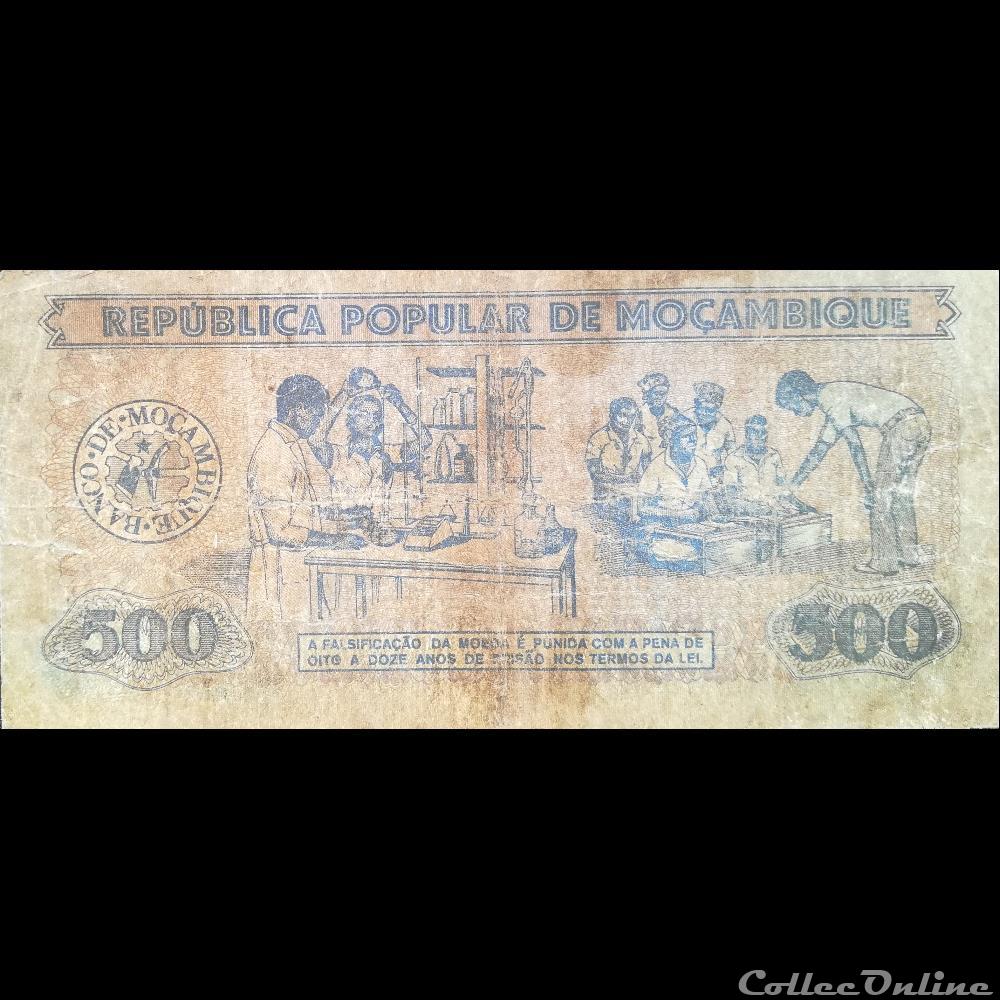 REPÚBLICA POPULAR DE MOÇAMBIQUE
BANCO·DE·MOÇAMBIQUE·
500
500
A FALSIFICAÇÃO DA MOEDA É PUNIDA COM A PENA DE
OITO A DOZE ANOS DE PRISÃO NOS TERMOS DA LEI.
CollecOnline